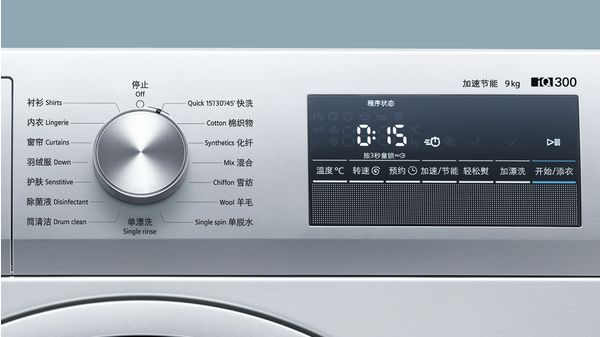 停止
Off
衬衫 Shirts
内衣 Lingerie
窗帘 Curtains
羽绒服 Down
护肤 Sensitive
除菌液 Disinfectant
筒清洁 Drum clean
单漂洗
Single rinse
Quick 15'/30'/45' 快洗
Cotton 棉织物
Synthetics 化纤
Mix 混合
Chiffon 雪纺
Wool 羊毛
Single spin 单脱水
加速节能 9kg iQ300
程序状态
0:15
按3秒童锁
温度℃ 转速 预约 加速/节能 轻松熨 加漂洗 开始/添衣